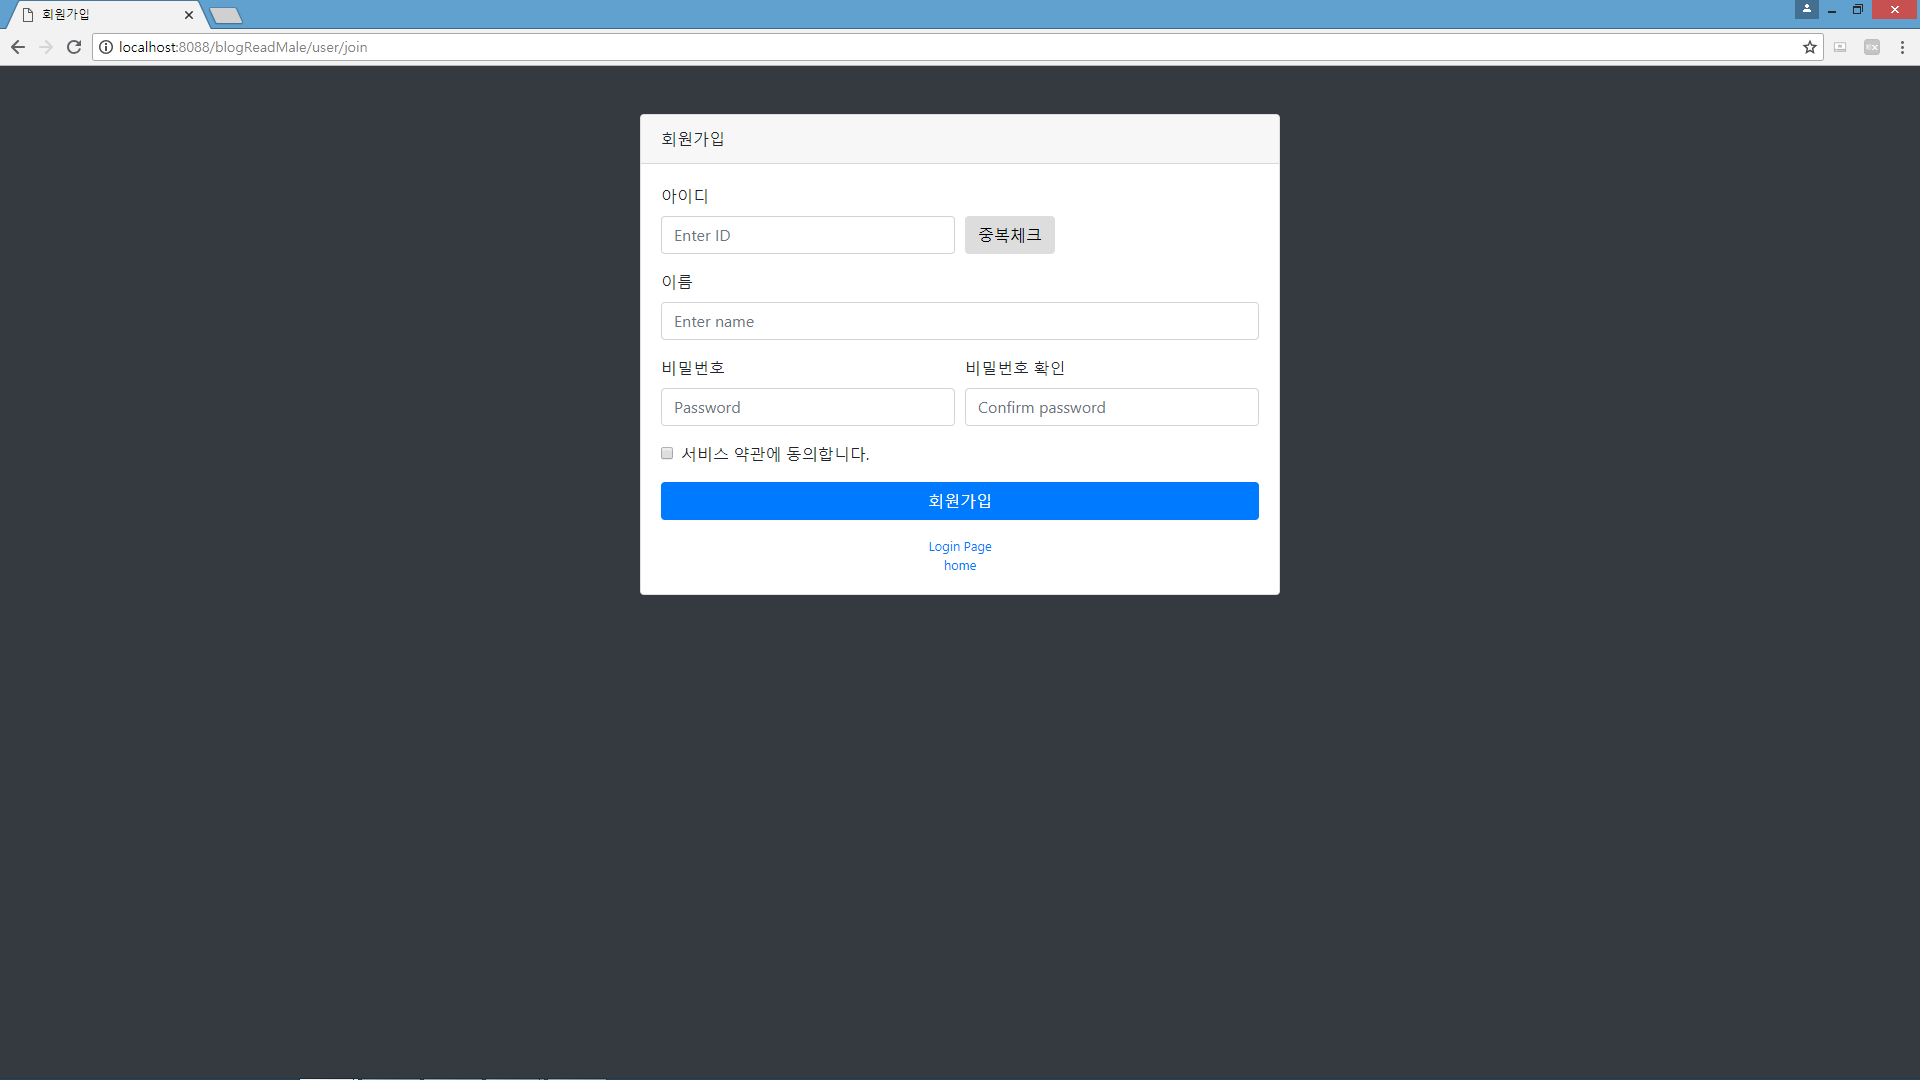 회원가입
localhost:8088/blogReadMale/user/join
회원가입
아이디
Enter ID
중복체크
이름
Enter name
비밀번호 비밀번호 확인
Password Confirm password
서비스 약관에 동의합니다.
회원가입
Login Page
home